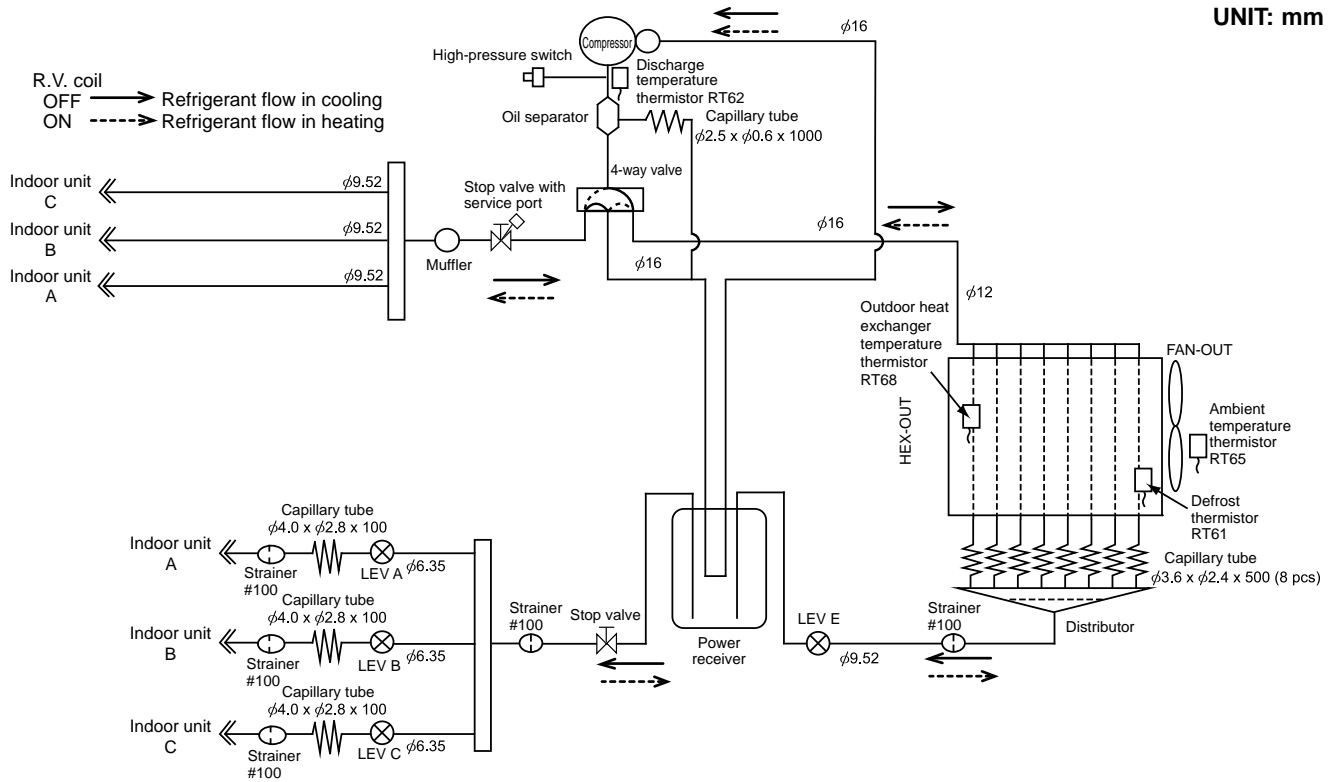 UNIT: mm
R.V. coil
OFF Refrigerant flow in cooling
ON Refrigerant flow in heating
Compressor
High-pressure switch
Discharge
temperature
thermistor RT62
Oil separator
Capillary tube
ϕ2.5 x ϕ0.6 x 1000
4-way valve
ϕ16
Indoor unit
C
ϕ9.52
Indoor unit
B
ϕ9.52
Indoor unit
A
ϕ9.52
Muffler
Stop valve with
service port
ϕ16
ϕ16
ϕ12
Outdoor heat
exchanger
temperature
thermistor
RT68
HEX-OUT
FAN-OUT
Ambient
temperature
thermistor
RT65
Defrost
thermistor
RT61
Capillary tube
ϕ3.6 x ϕ2.4 x 500 (8 pcs)
Distributor
Strainer
#100
ϕ9.52
LEV E
Power
receiver
Stop valve
Strainer
#100
Indoor unit
A
Strainer
#100
Capillary tube
ϕ4.0 x ϕ2.8 x 100
LEV A
ϕ6.35
Indoor unit
B
Strainer
#100
Capillary tube
ϕ4.0 x ϕ2.8 x 100
LEV B
ϕ6.35
Indoor unit
C
Strainer
#100
Capillary tube
ϕ4.0 x ϕ2.8 x 100
LEV C
ϕ6.35